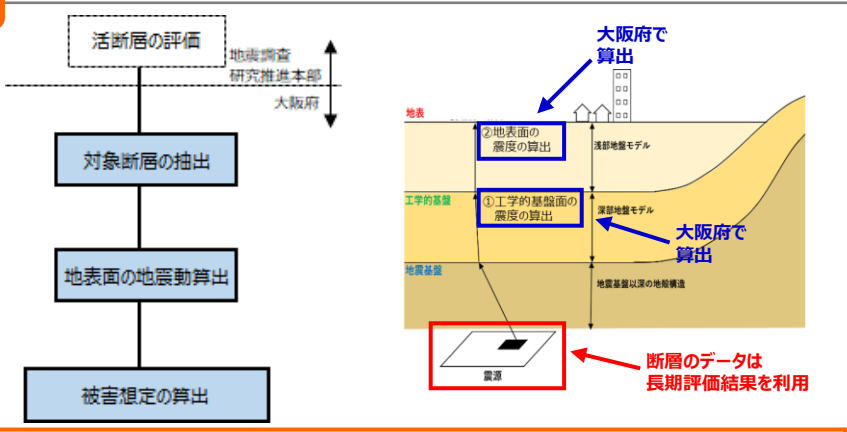 活断層の評価
地震調査
研究推進本部
大阪府
対象断層の抽出
地表面の地震動算出
被害想定の算出
大阪府で
算出
地表
②地表面の
震度の算出
浅部地盤モデル
工学的基盤
①工学的基盤面の
震度の算出
深部地盤モデル
大阪府で
算出
地震基盤
地震基盤以深の地殻構造
震源
断層のデータは
長期評価結果を利用